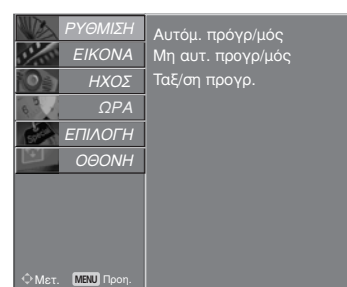 ΡΥΘΜΙΣΗ
ΕΙΚΟΝΑ
ΗΧΟΣ
ΩΡΑ
ΕΠΙΛΟΓΗ
ΟΘΟΝΗ
Αυτόμ. πρόγρ/μός
Μη αυτ. προγρ/μός
Ταξ/ση προγρ.
Μετ. MENU Προη.